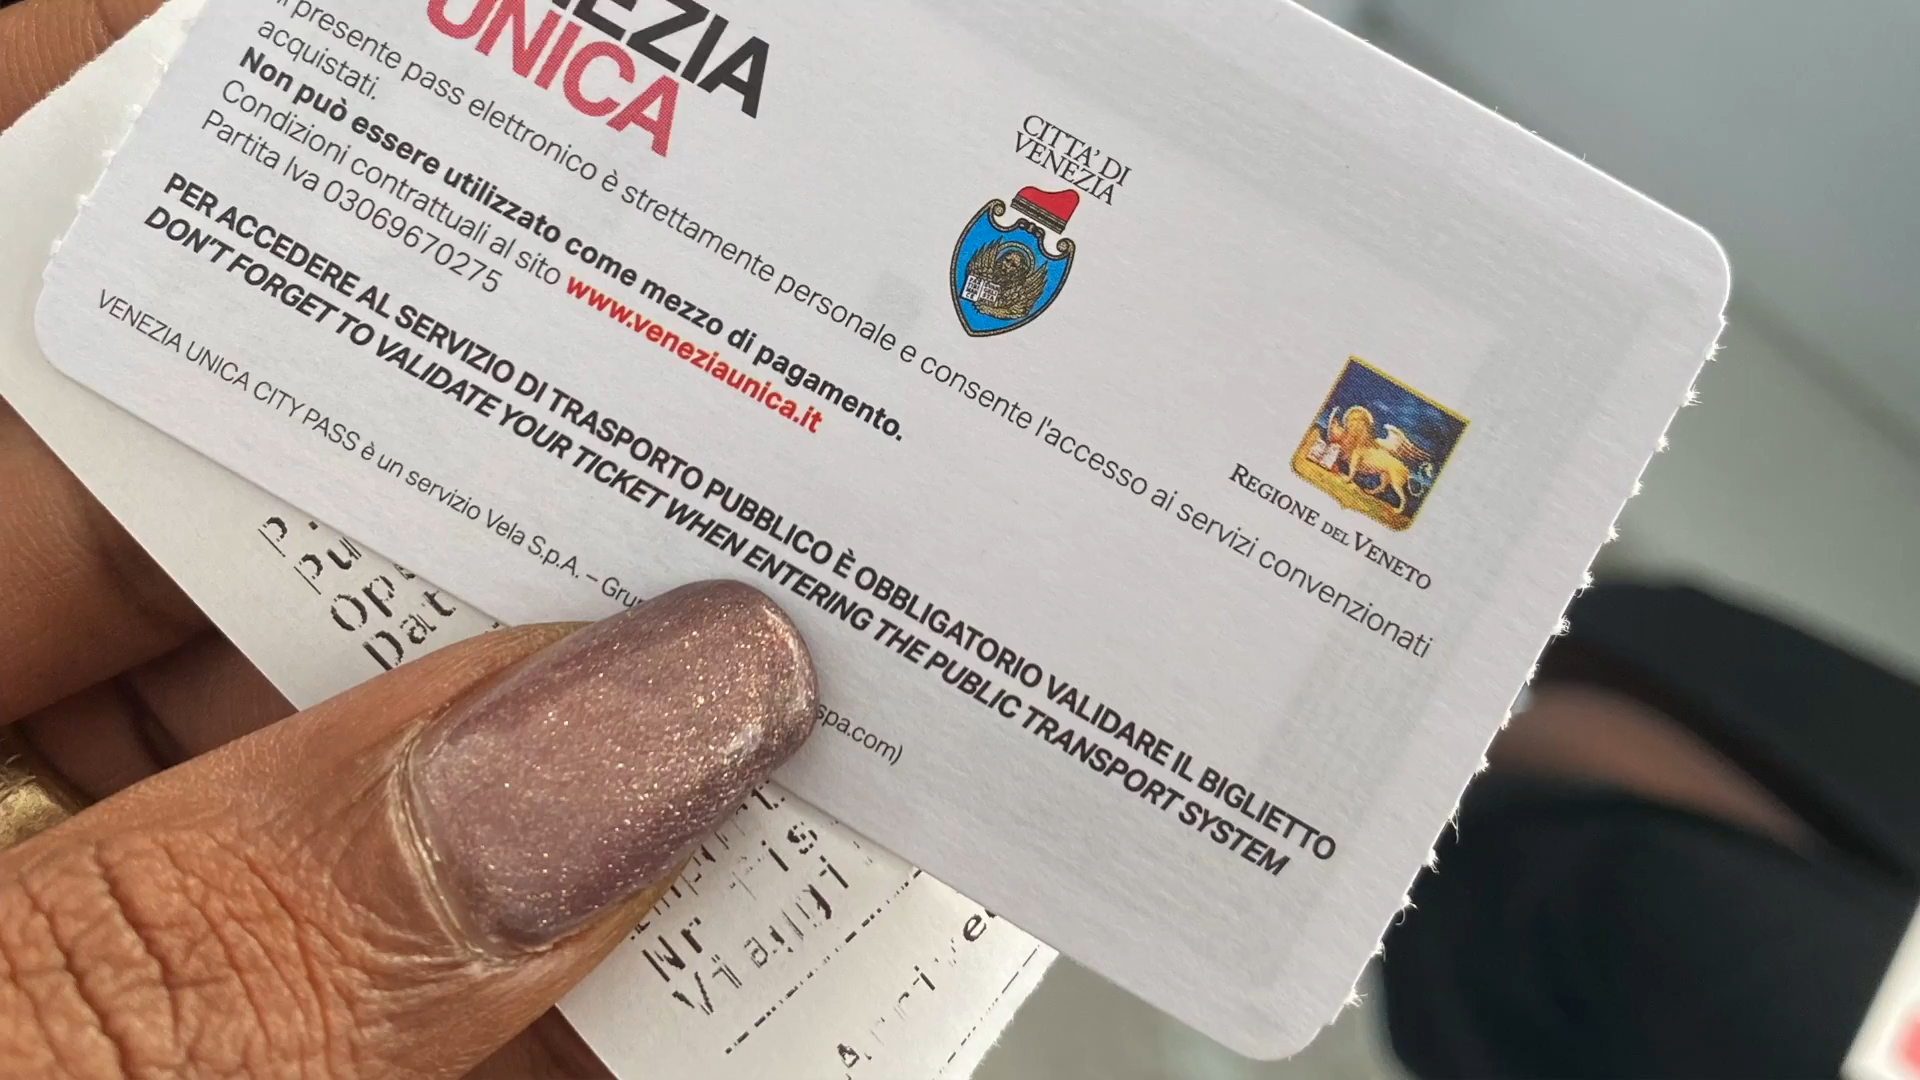 UNICA
presente pass elettronico è strettamente personale e consente l'accesso ai servizi convenzionati
acquistati.
Non può essere utilizzato come mezzo di pagamento.
Condizioni contrattuali al sito www.veneziaunica.it
Partita Iva 03069670275
PER ACCEDERE AL SERVIZIO DI TRASPORTO PUBBLICO È OBBLIGATORIO VALIDARE IL BIGLIETTO
DON'T FORGET TO VALIDATE YOUR TICKET WHEN ENTERING THE PUBLIC TRANSPORT SYSTEM
VENEZIA UNICA CITY PASS è un servizio Vela S.p.A. –
spa.com)
CITTA' DI
VENEZIA
REGIONE DEL VENETO
Nr